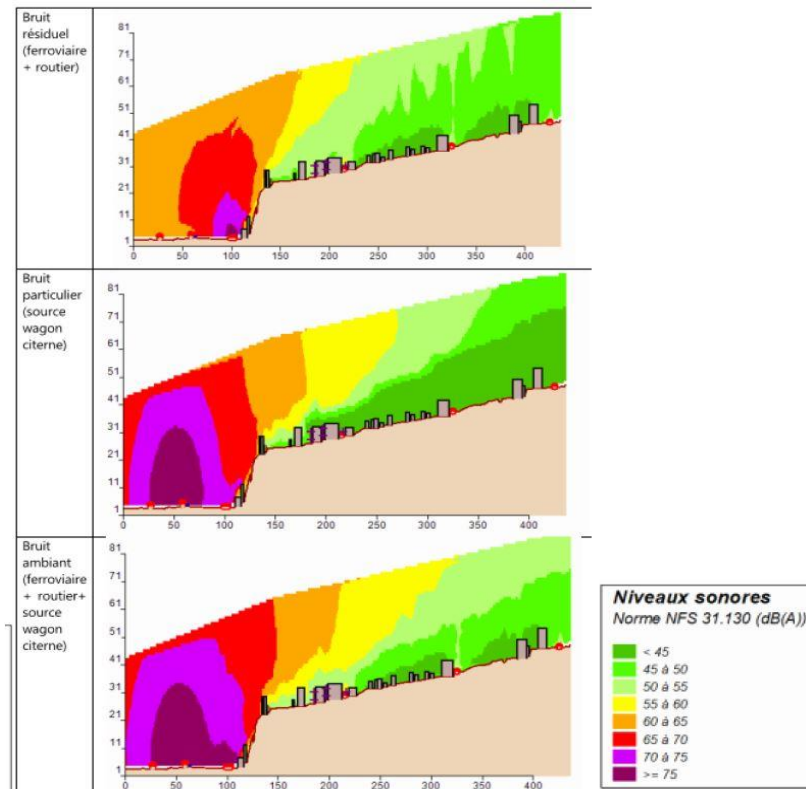 Bruit
résiduel
(ferroviaire
+ routier)
81
71
61
51
41
31
21
11
1
0 50 100 150 200 250 300 350 400
Bruit
particulier
(source
wagon
citerne)
81
71
61
51
41
31
21
11
1
0 50 100 150 200 250 300 350 400
Bruit
ambiant
(ferroviaire
+ routier+
source
wagon
citerne)
81
71
61
51
41
31
21
11
1
0 50 100 150 200 250 300 350 400
Niveaux sonores
Norme NFS 31.130 (dB(A))
< 45
45 à 50
50 à 55
55 à 60
60 à 65
65 à 70
70 à 75
>= 75